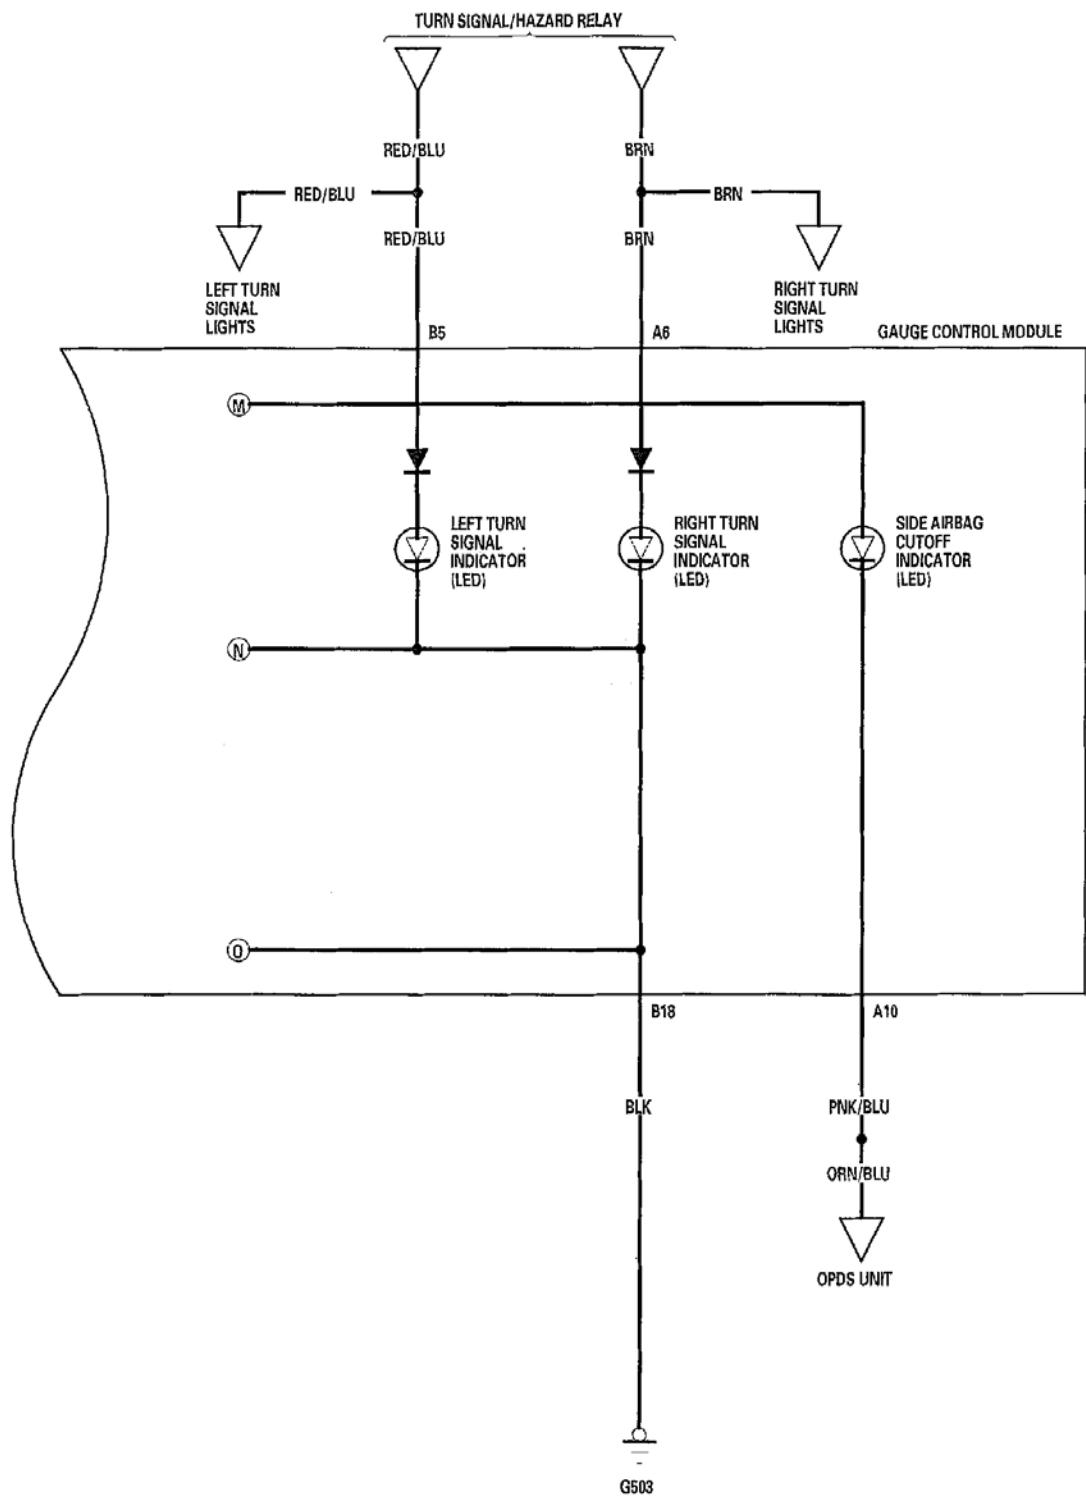 TURN SIGNAL/HAZARD RELAY
RED/BLU
BRN
RED/BLU
BRN
RED/BLU
BRN
LEFT TURN
SIGNAL
LIGHTS
RIGHT TURN
SIGNAL
LIGHTS
B5
A6
GAUGE CONTROL MODULE
M
LEFT TURN
SIGNAL
INDICATOR
(LED)
RIGHT TURN
SIGNAL
INDICATOR
(LED)
SIDE AIRBAG
CUTOFF
INDICATOR
(LED)
N
O
B18
A10
BLK
PNK/BLU
ORN/BLU
OPDS UNIT
G503